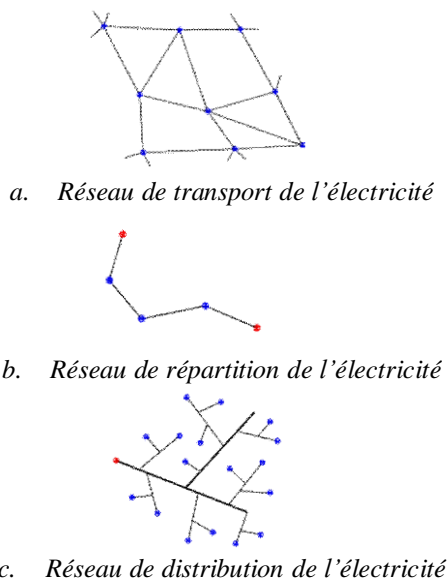 a. Réseau de transport de l'électricité
b. Réseau de répartition de l'électricité
c. Réseau de distribution de l'électricité